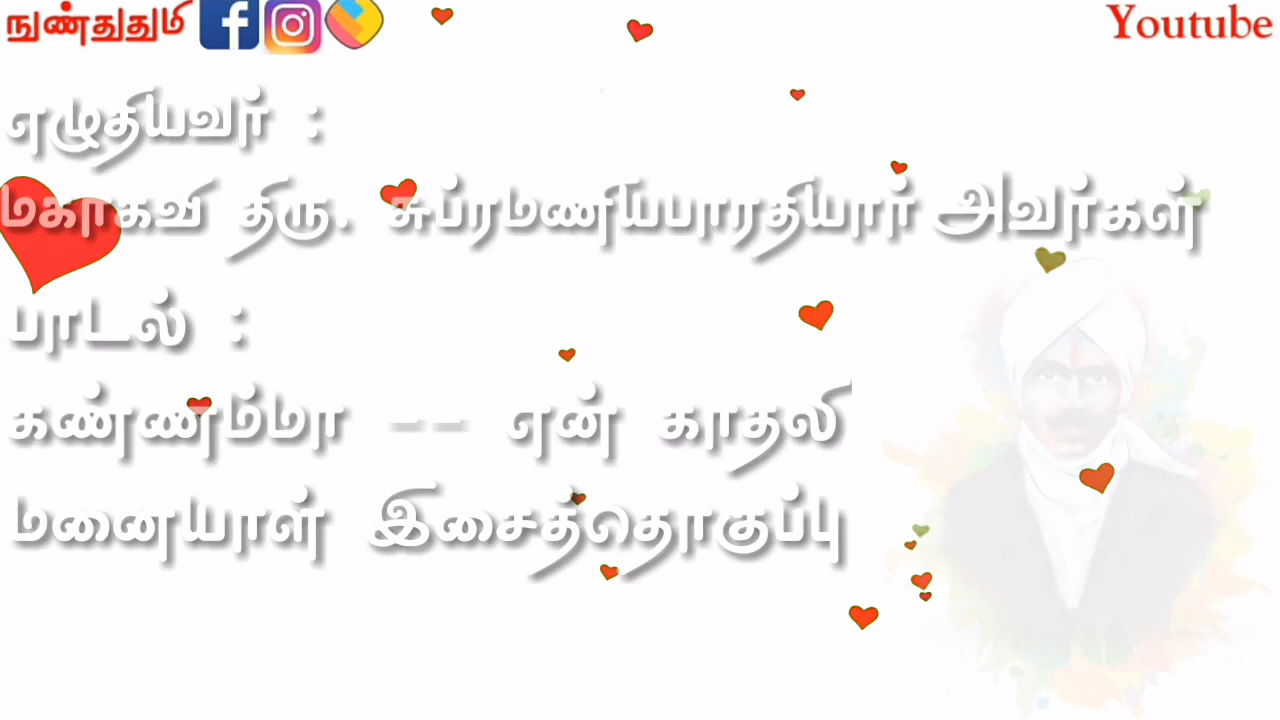 நுண்துதுமி Youtube
எழுதியவர் :
மகாகவி திரு. சுப்ரமணியபாரதியார் அவர்கள்
பாடல் :
கண்ணம்மா -- என் காதலி
மனையாள் இசைத்தொகுப்பு